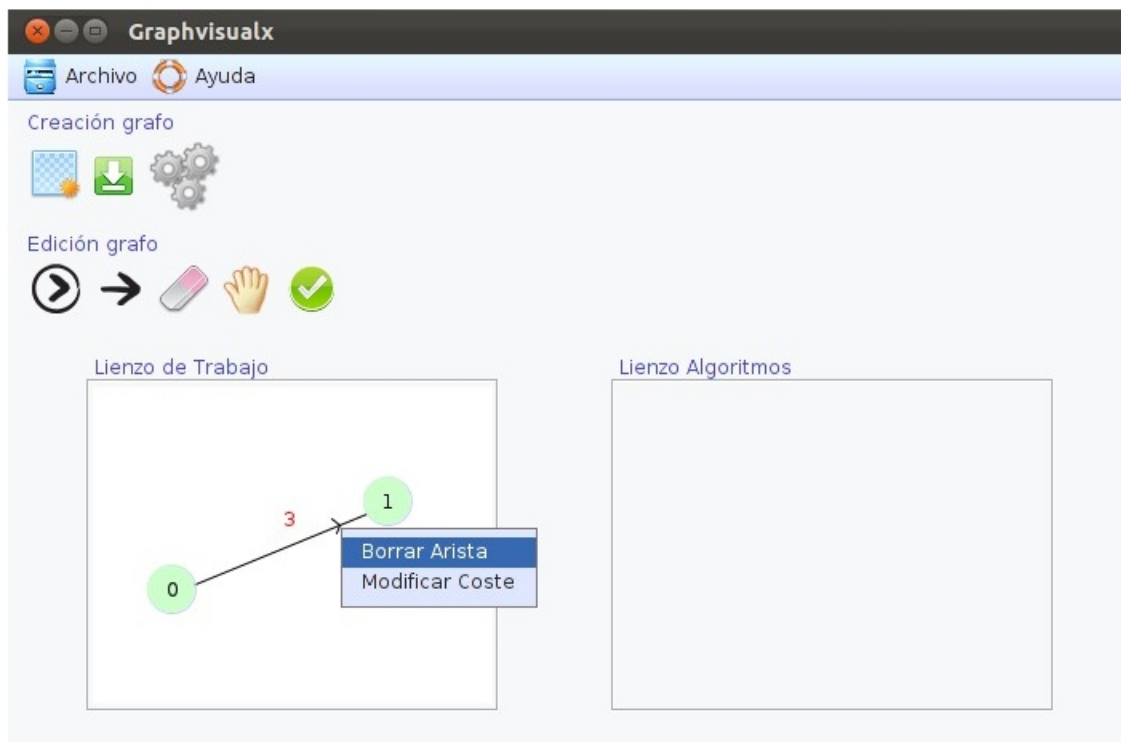 Graphvisualx
Archivo Ayuda
Creación grafo
Edición grafo
Lienzo de Trabajo Lienzo Algoritmos
1
3
Borrar Arista
Modificar Coste
0